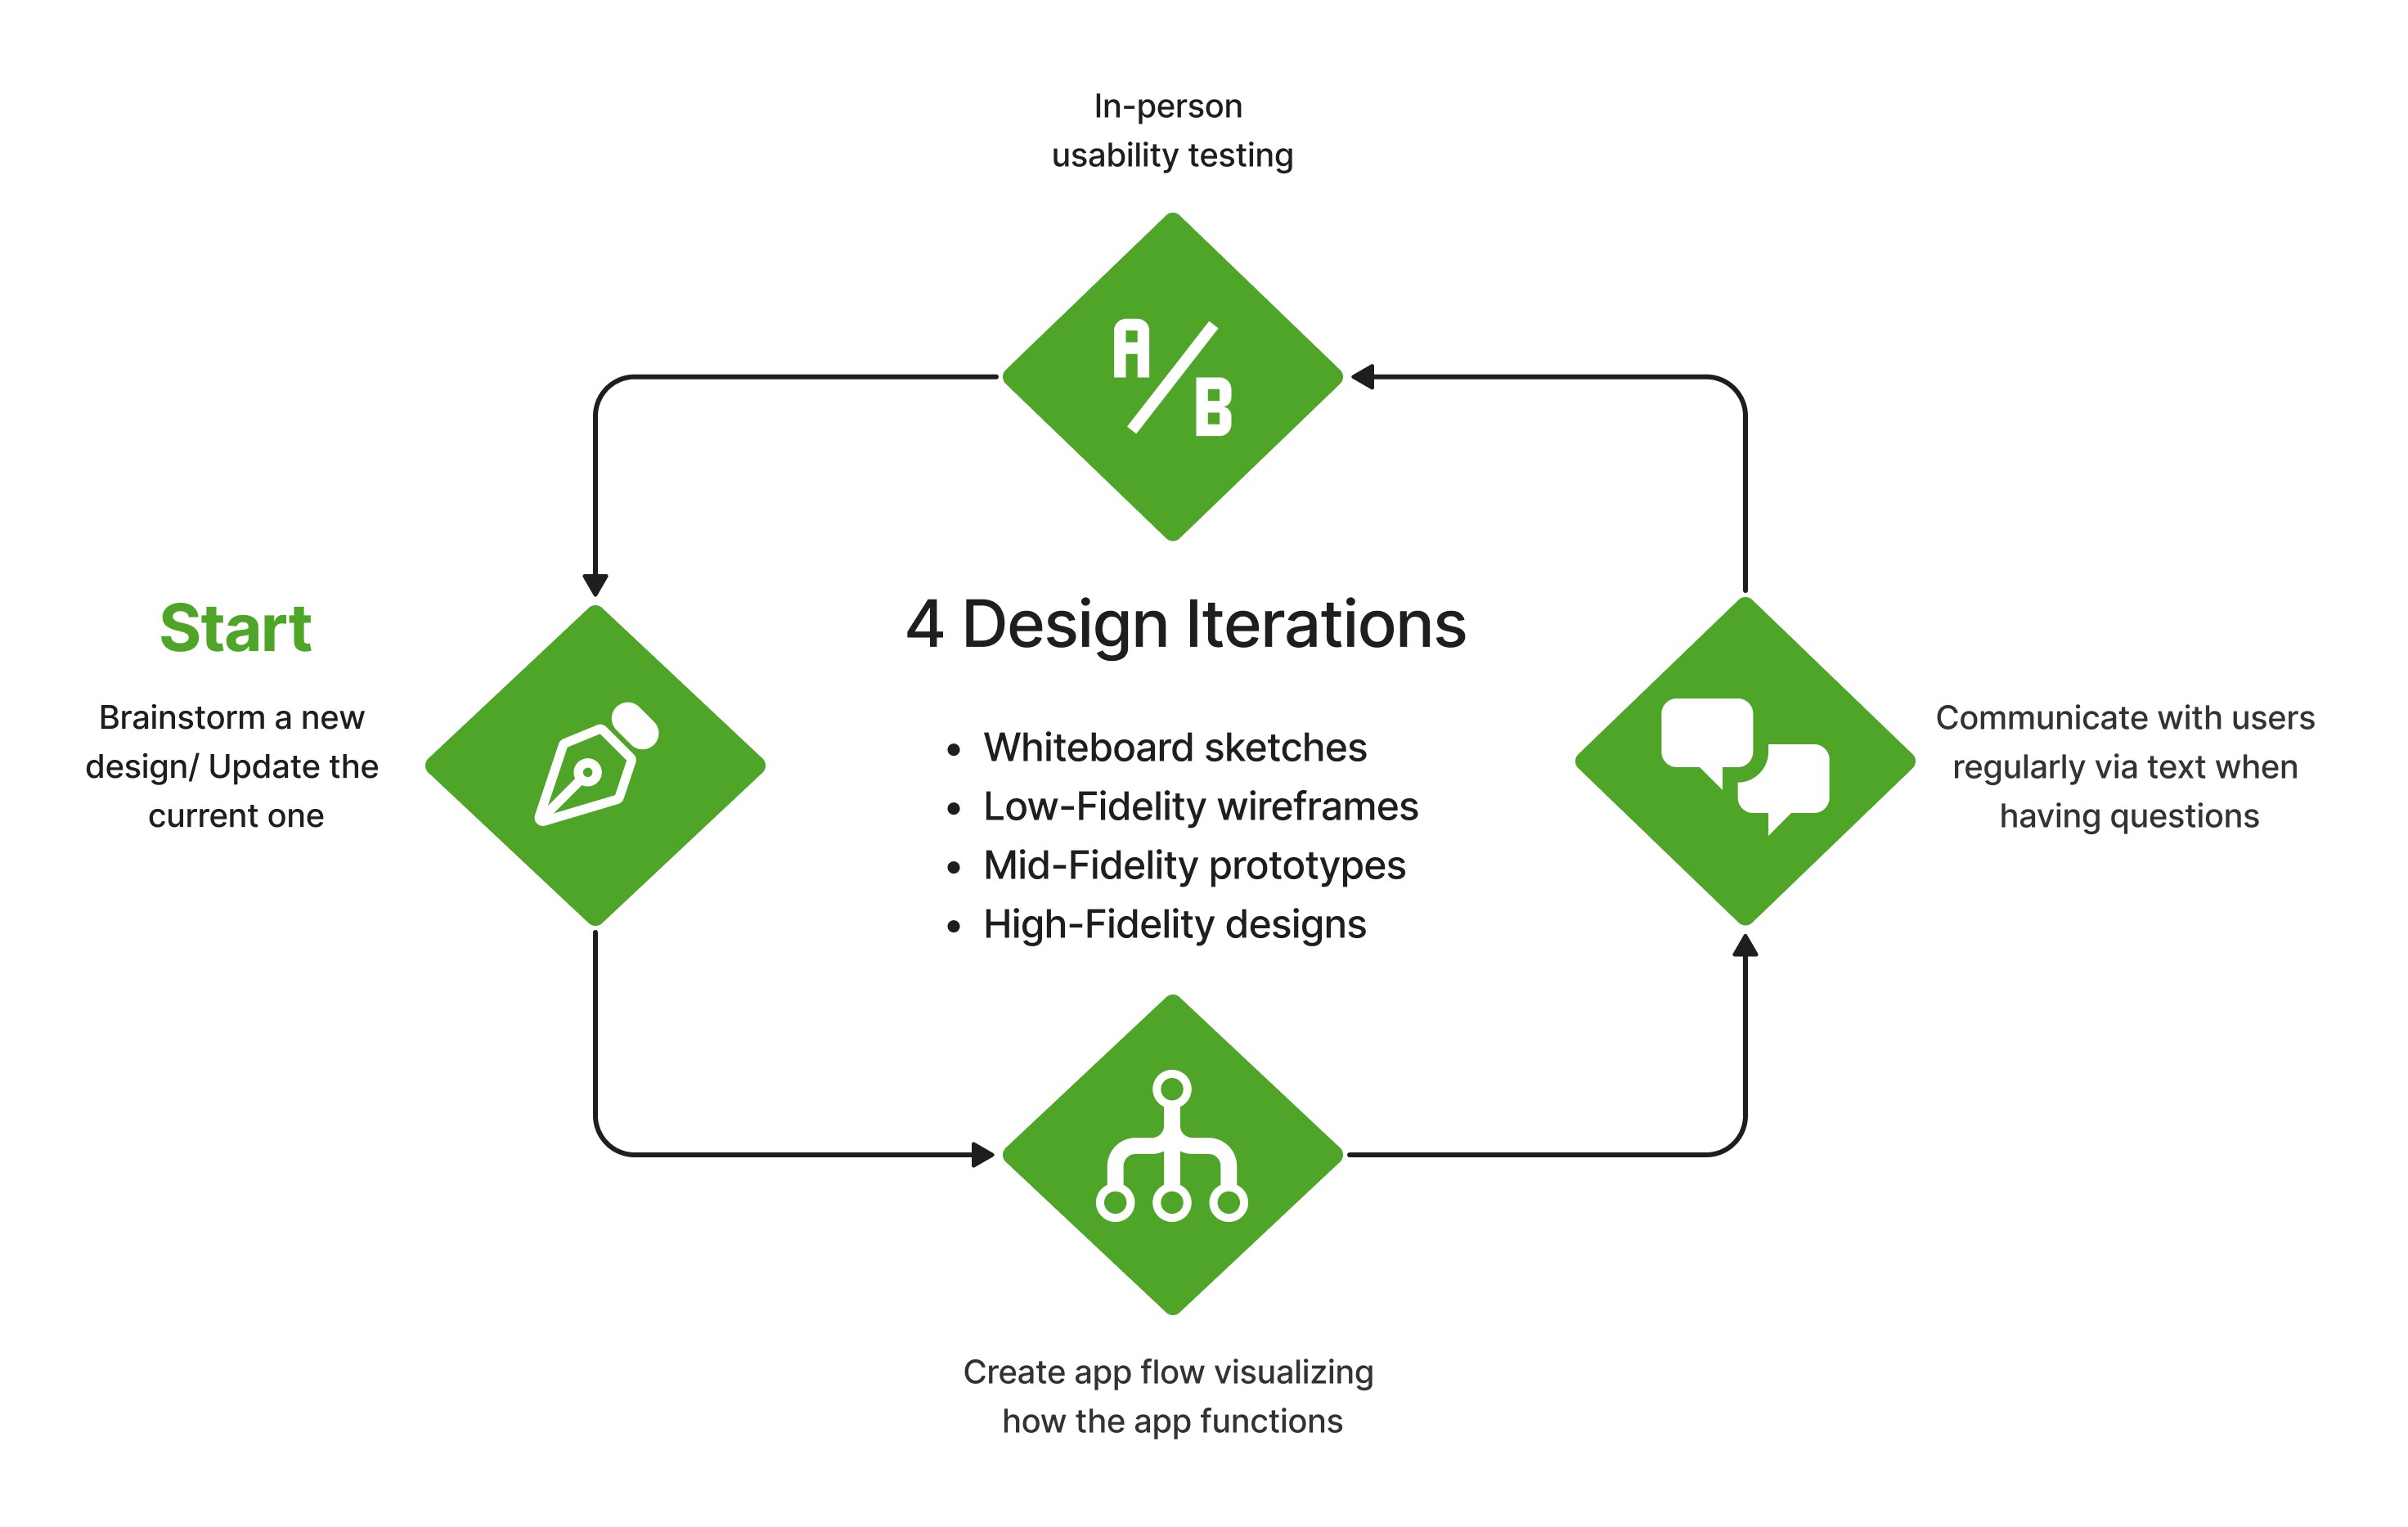 In-person
usability testing
A/B
Start
Brainstorm a new
design/ Update the
current one
4 Design Iterations
• Whiteboard sketches
• Low-Fidelity wireframes
• Mid-Fidelity prototypes
• High-Fidelity designs
Communicate with users
regularly via text when
having questions
Create app flow visualizing
how the app functions